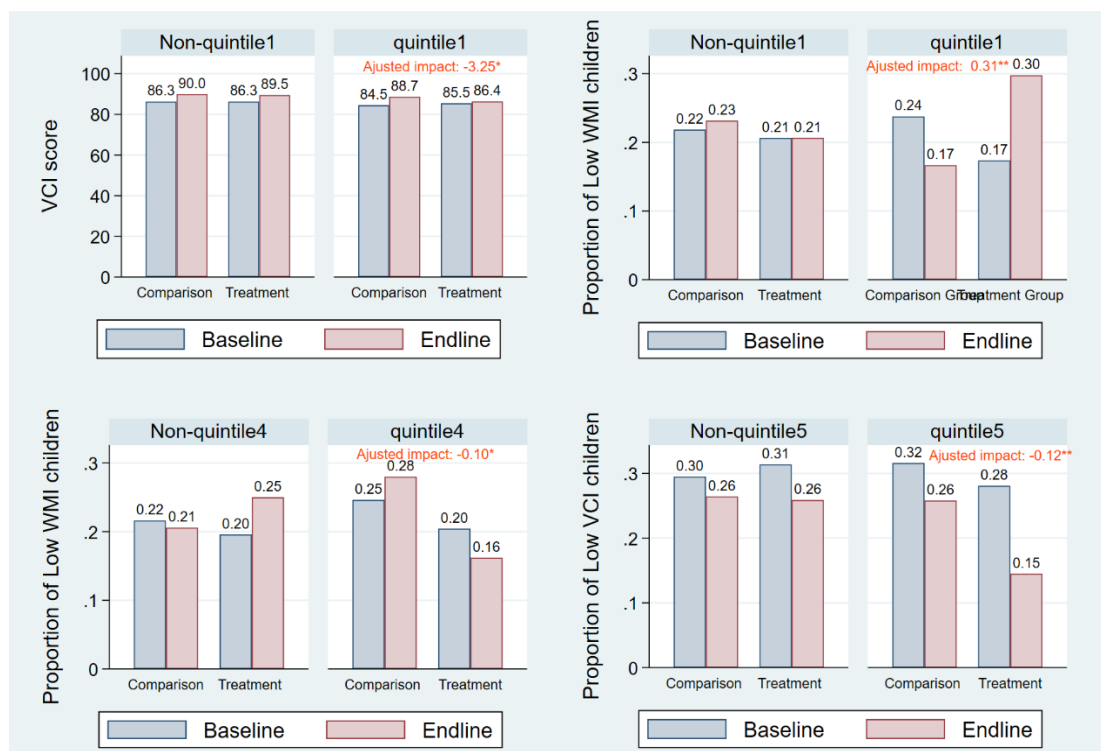 Non-quintile1
quintile1
Ajusted impact: -3.25*
VCI score
100
80
60
40
20
0
86.3
90.0
86.3
89.5
84.5
88.7
85.5
86.4
Comparison
Treatment
Comparison
Treatment
Baseline
Endline
Non-quintile1
quintile1
Ajusted impact: 0.31**
Proportion of Low WMI children
.3
.2
.1
0
0.22
0.23
0.21
0.21
0.24
0.17
0.17
0.30
Comparison
Treatment
Comparison Group
Treatment Group
Baseline
Endline
Non-quintile4
quintile4
Ajusted impact: -0.10*
Proportion of Low WMI children
.3
.2
.1
0
0.22
0.21
0.20
0.25
0.25
0.28
0.20
0.16
Comparison
Treatment
Comparison
Treatment
Baseline
Endline
Non-quintile5
quintile5
Ajusted impact: -0.12**
Proportion of Low VCI children
.3
.2
.1
0
0.30
0.26
0.31
0.26
0.32
0.26
0.28
0.15
Comparison
Treatment
Comparison
Treatment
Baseline
Endline